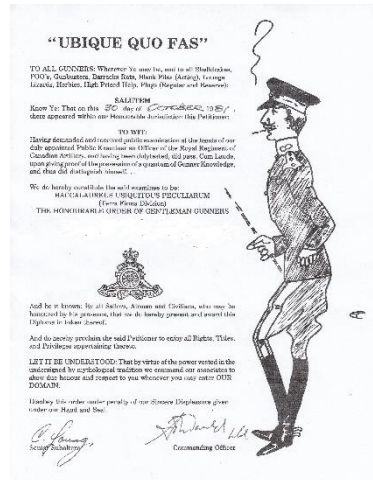 "UBIQUE QUO FAS"
TO ALL GUNNERS: Wherever Ye may be, and to all Shelldrakes,
FOO's, Gunbusters, Barracks Rats, Blank Files (Acting), Lounge
Lizards, Herbies, High Priced Help, Plugs (Regular and Reserve):
SALUTEM
Know Ye: That on this 30 day of OCTOBER, 1981
there appeared within our Honourable Jurisdiction this Petitioner:
TO WIT:
Having demanded and received public examination at the hands of our
duly appointed Public Examiner an Officer of the Royal Regiment of
Canadian Artillery, and having been duly tested, did pass. Cum Laude,
upon giving proof of the possession of a quantum of Gunner Knowledge,
and thus did distinguish himself . . .
We do hereby constitute the said examinee to be:
BACCALAUREUS UBIQUITOUS PECULIARUM
(Terra Firma Division)
THE HONOURABLE ORDER OF GENTLEMAN GUNNERS
And be it known: By all Sailors, Airmen and Civilians, who may be
honoured by his presence, that we do hereby present and award this
Diploma in token thereof.
And do hereby proclaim the said Petitioner to enjoy all Rights, Titles,
and Privileges appertaining thereto.
LET IT BE UNDERSTOOD: That by virtue of the power vested in the
undersigned by mythological tradition we command our associates to
show due honour and respect to you whenever you may enter OUR
DOMAIN.
Disobey this order under penalty of our Sincere Displeasure given
under our Hand and Seal.
Senior Subaltern
Commanding Officer